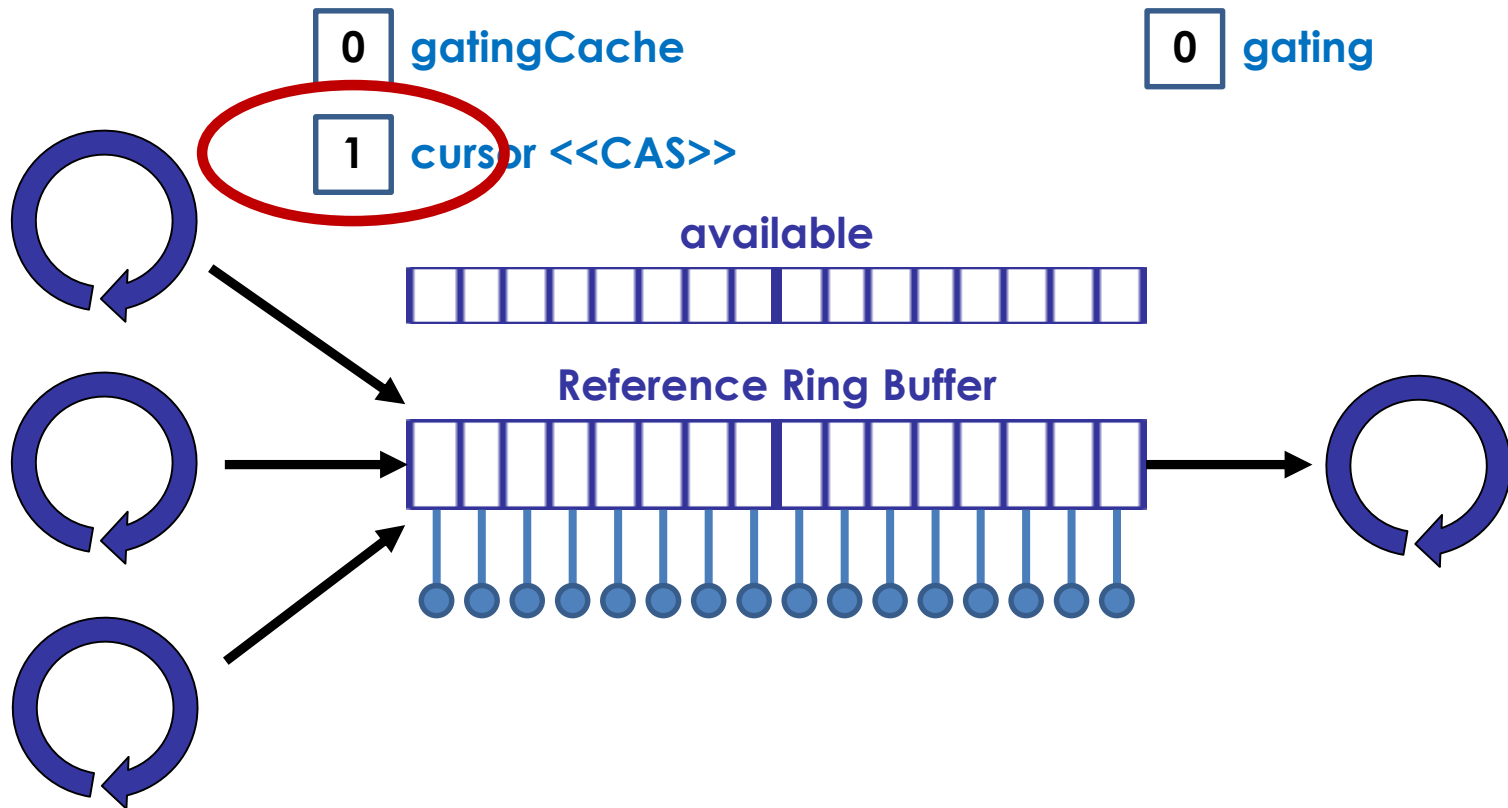 0 gatingCache
0 gating
1 cursor <<CAS>>
available
Reference Ring Buffer